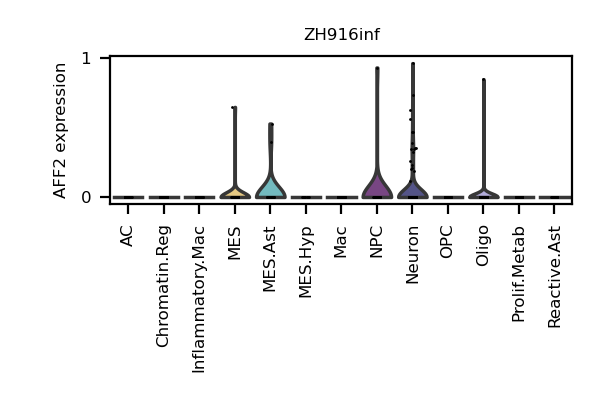 ZH916inf
AFF2 expression
1
0
AC
Chromatin.Reg
Inflammatory.Mac
MES
MES.Ast
MES.Hyp
Mac
NPC
Neuron
OPC
Oligo
Prolif.Metab
Reactive.Ast